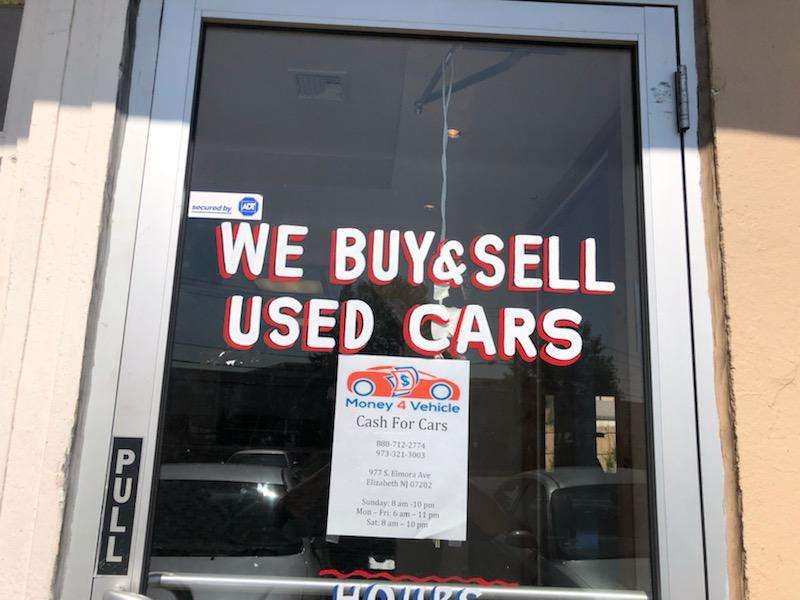 secured by ADT
WE BUY & SELL
USED CARS
Money 4 Vehicle
Cash For Cars
888-712-2774
973-321-3003
977 S. Elmora Ave
Elizabeth NJ 07202
Sunday: 8 am -10 pm
Mon – Fri: 6 am – 11 pm
Sat: 8 am – 10 pm
PULL
HOURS